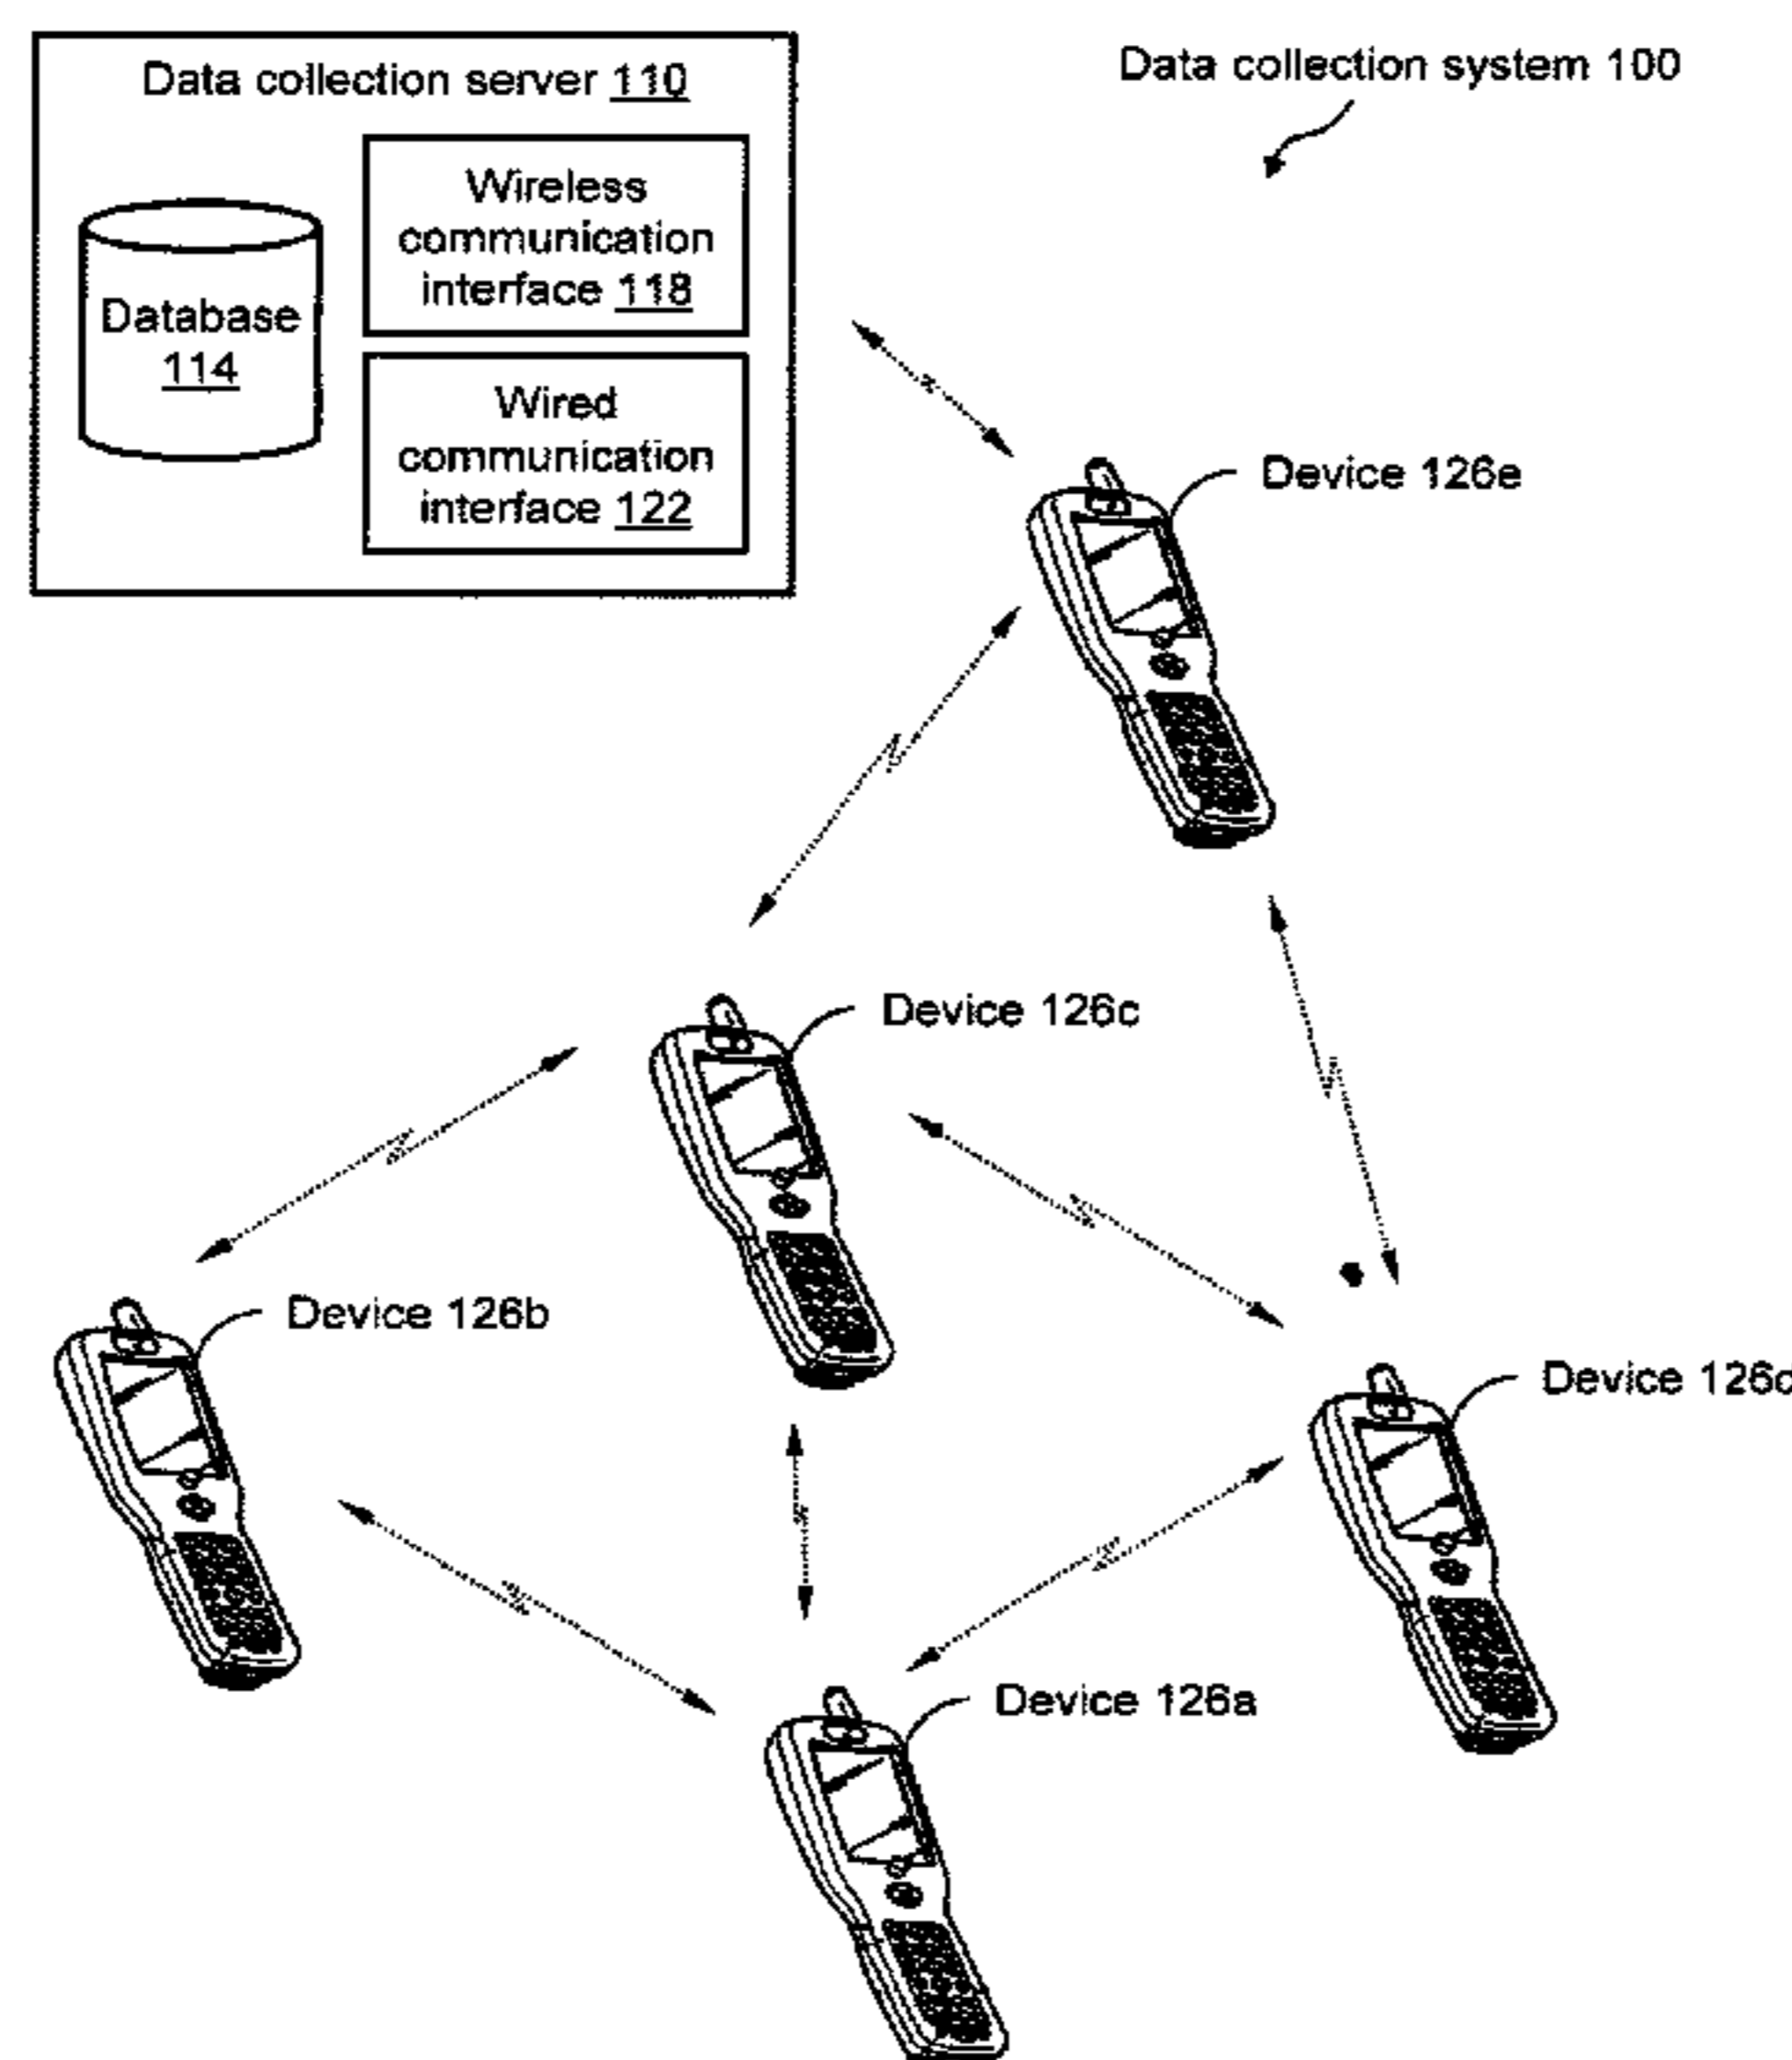 Data collection server 110
Data collection system 100
Wireless
communication
interface 118
Database
114
Wired
communication
interface 122
Device 126e
Device 126c
Device 126b
Device 126d
Device 126a